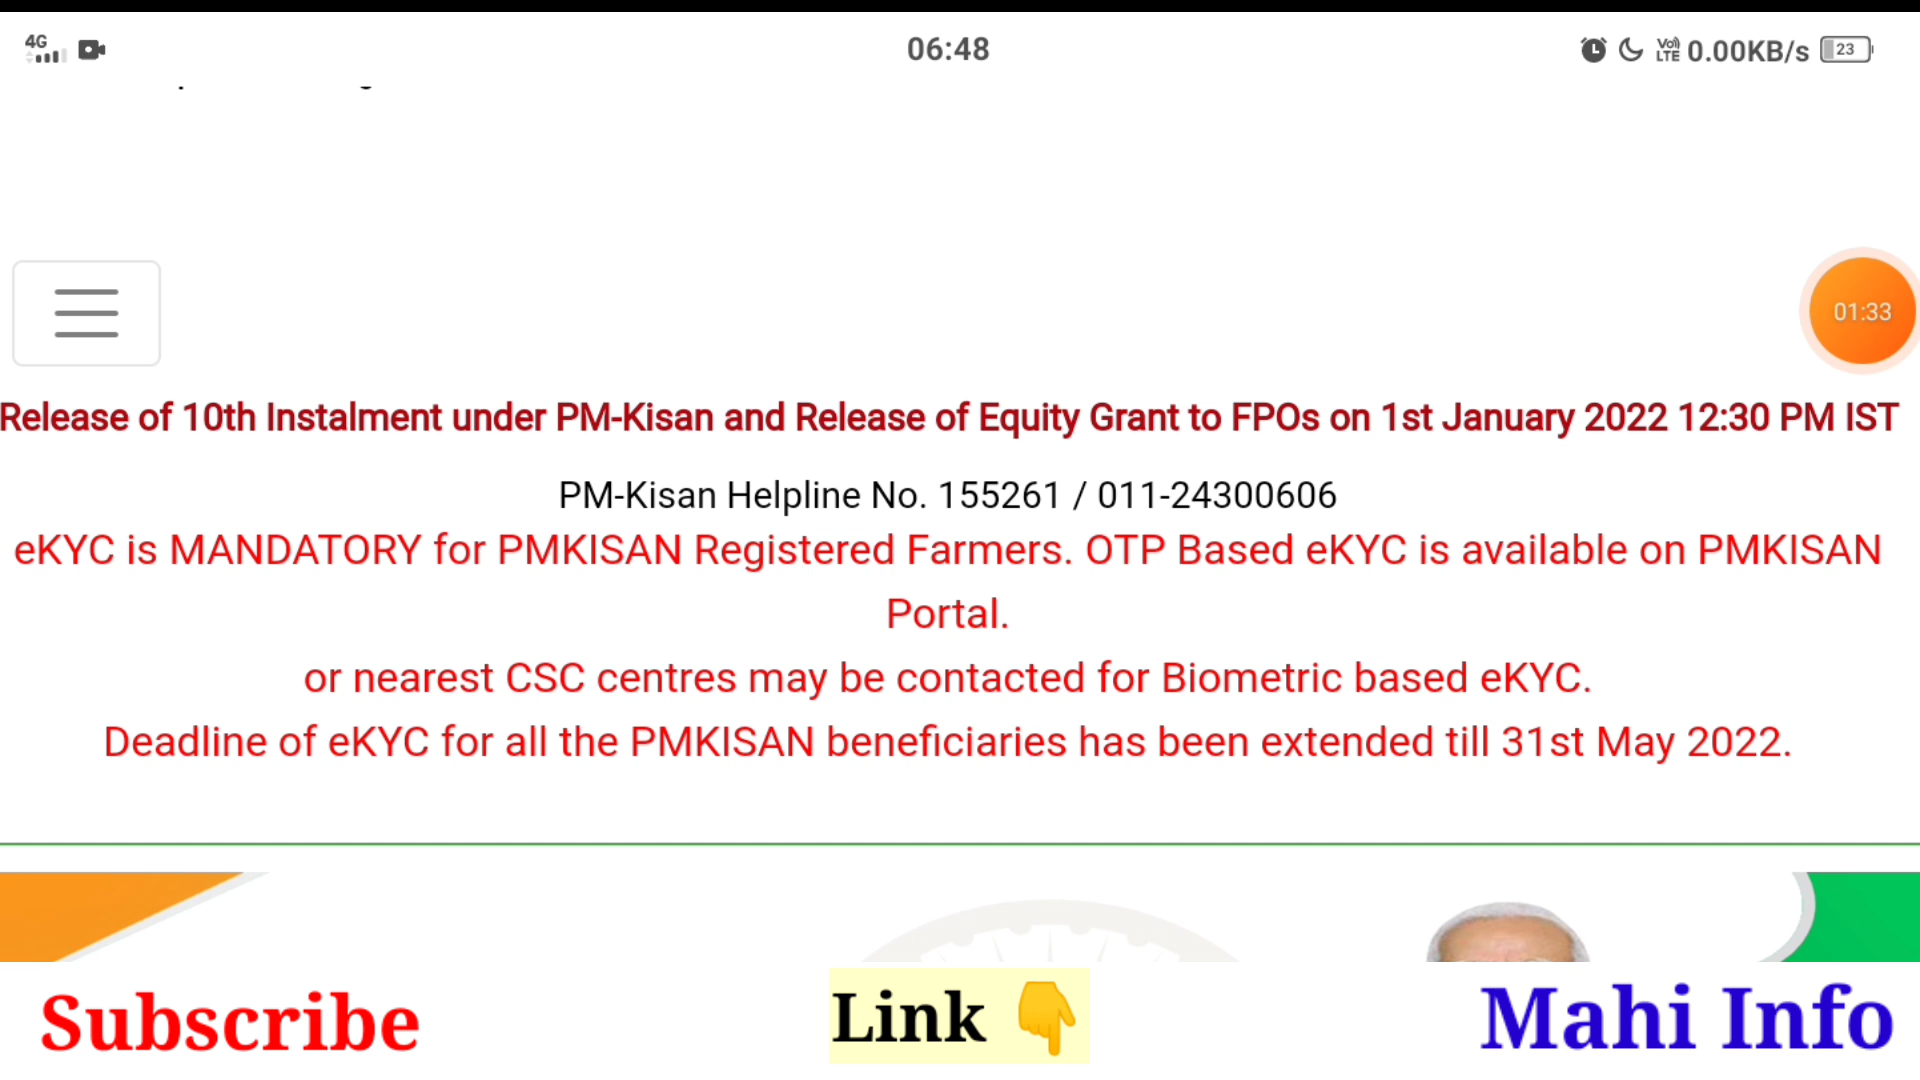 4G 06:48 Vo) LTE 0.00KB/s 23
01:33
Release of 10th Instalment under PM-Kisan and Release of Equity Grant to FPOs on 1st January 2022 12:30 PM IST
PM-Kisan Helpline No. 155261 / 011-24300606
eKYC is MANDATORY for PMKISAN Registered Farmers. OTP Based eKYC is available on PMKISAN
Portal.
or nearest CSC centres may be contacted for Biometric based eKYC.
Deadline of eKYC for all the PMKISAN beneficiaries has been extended till 31st May 2022.
Subscribe Link 👇 Mahi Info